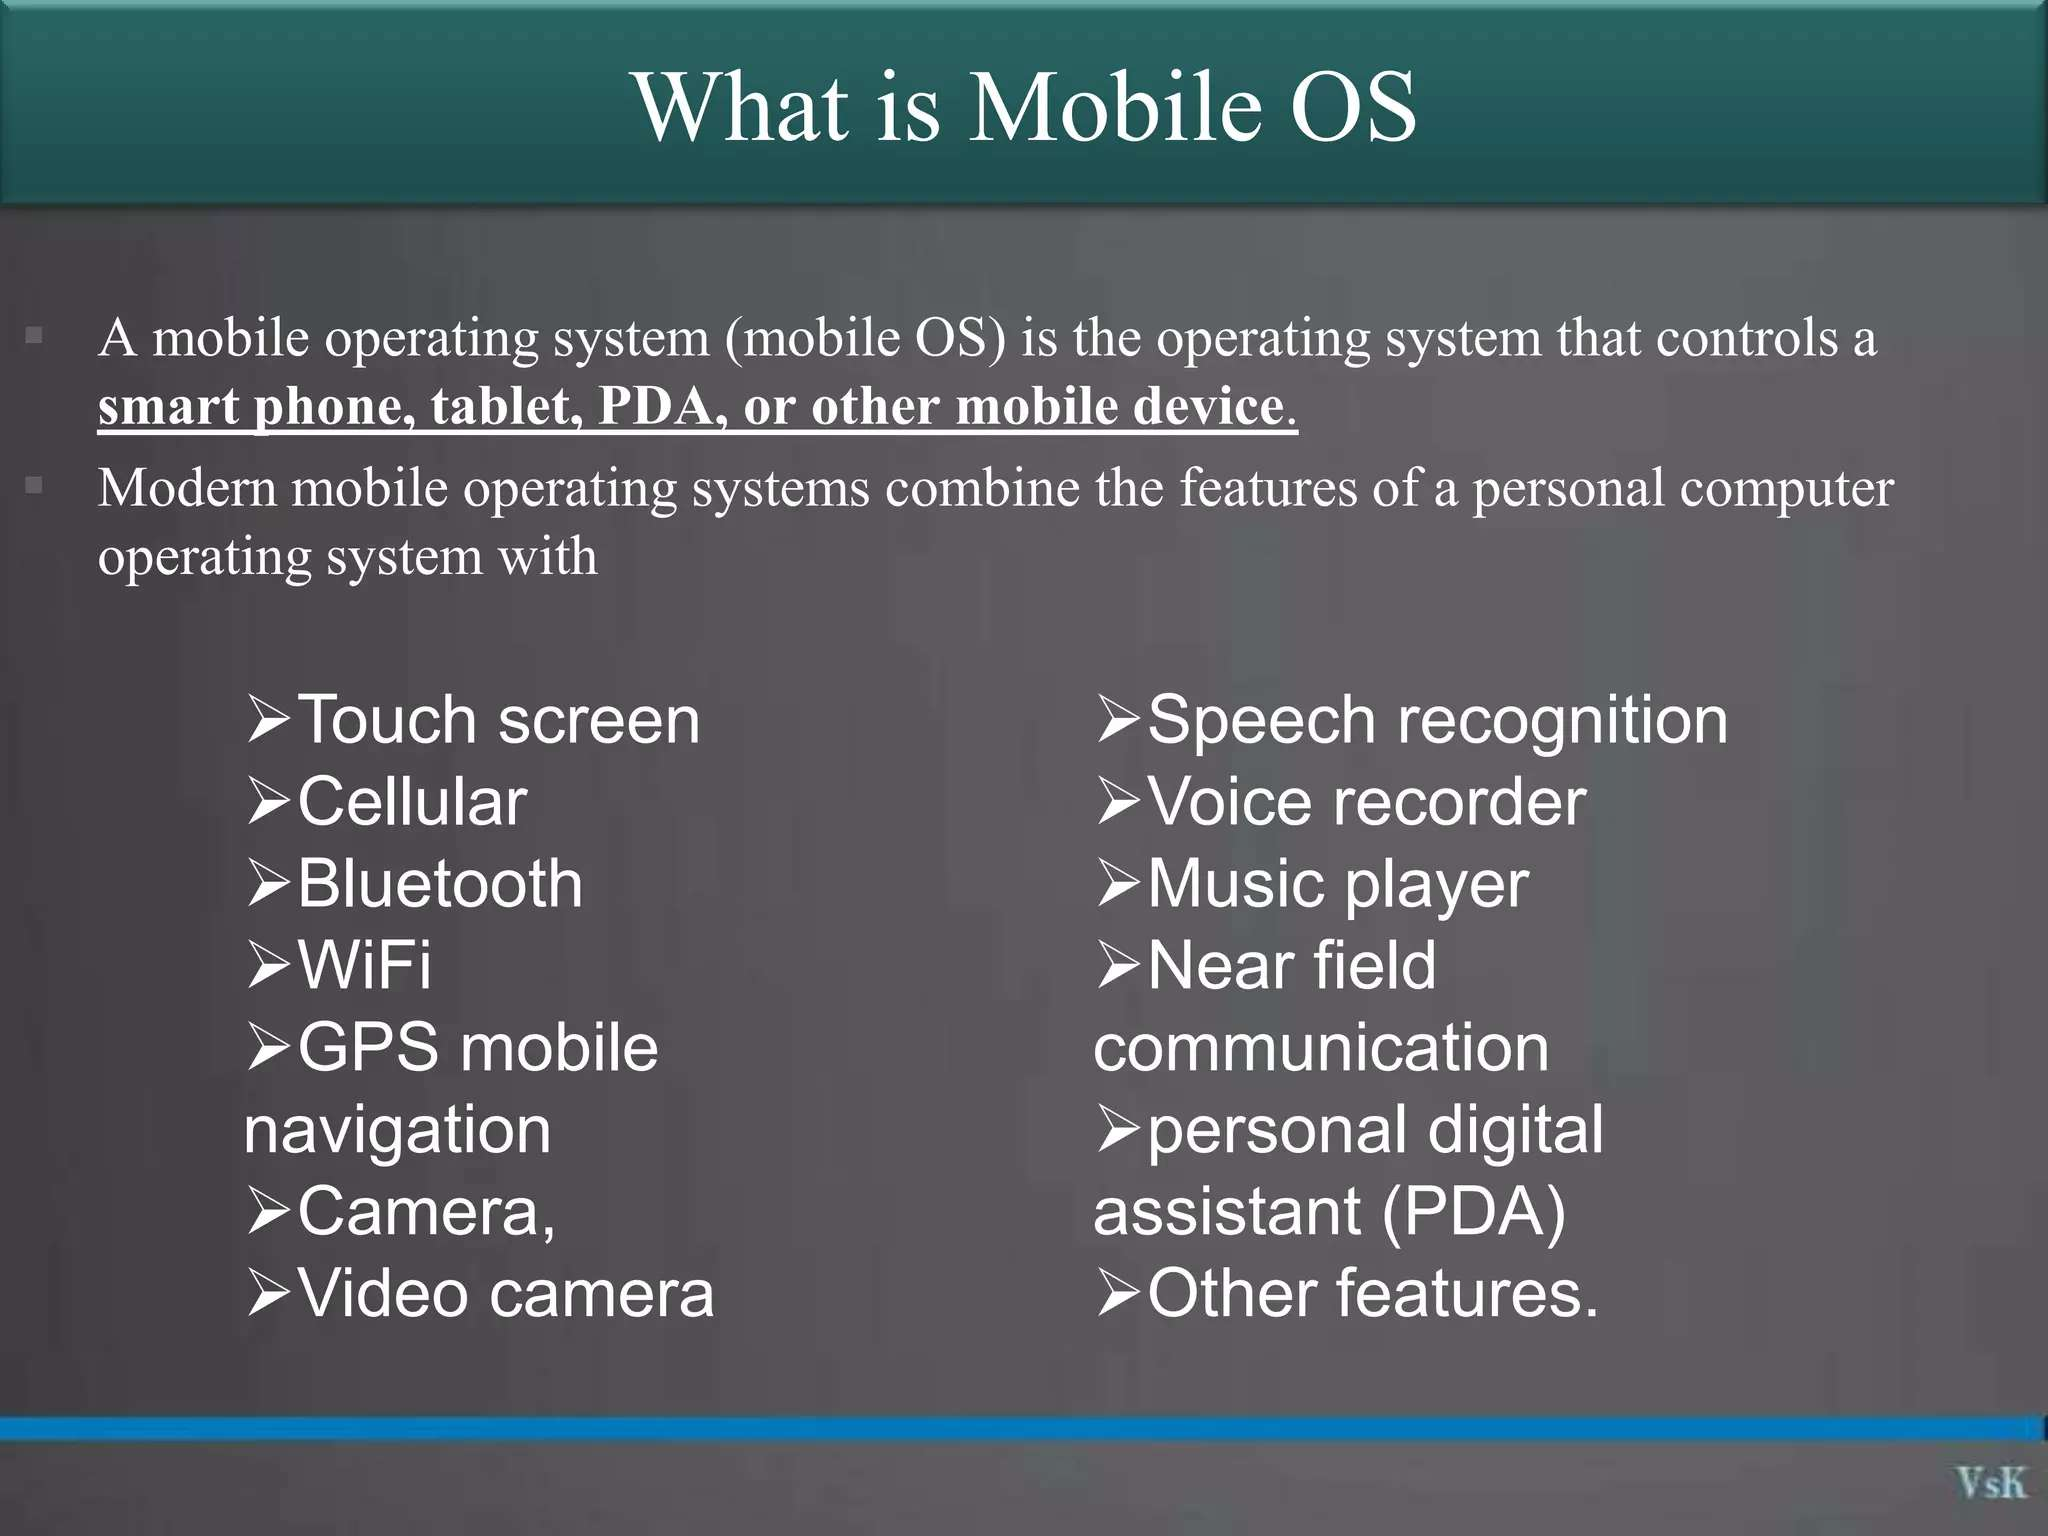 What is Mobile OS
▪ A mobile operating system (mobile OS) is the operating system that controls a
smart phone, tablet, PDA, or other mobile device.
▪ Modern mobile operating systems combine the features of a personal computer
operating system with
➢Touch screen
➢Cellular
➢Bluetooth
➢WiFi
➢GPS mobile
navigation
➢Camera,
➢Video camera
➢Speech recognition
➢Voice recorder
➢Music player
➢Near field
communication
➢personal digital
assistant (PDA)
➢Other features.
VsK